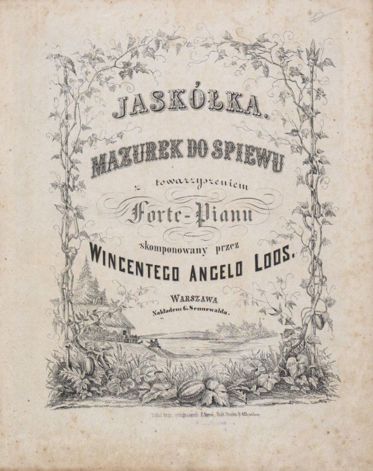 JASKÓŁKA.
MAZUREK DO SPIEWU
z towarzyszeniem
Forte-Pianu
skomponowany przez
WINCENTEGO ANGELO LOOS.
WARSZAWA
Nakładem G. Sennewalda.